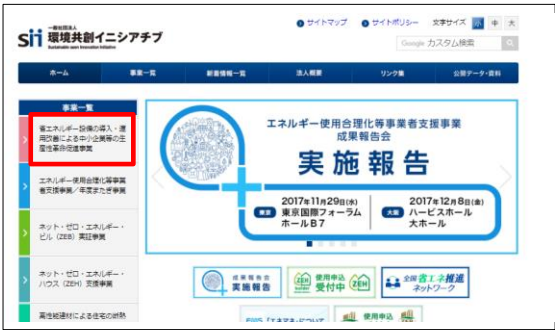 サイトマップ
サイトポリシー
文字サイズ 小 中 大
一般社団法人
Sii 環境共創イニシアチブ
Sustainable open Innovation Initiative
Google カスタム検索
ホーム
事業一覧
新着情報一覧
法人概要
リンク集
公開データ・資料
事業一覧
省エネルギー設備の導入・運
用改善による中小企業等の生
産性革命促進事業
エネルギー使用合理化等事業
者支援事業／年度またぎ事業
ネット・ゼロ・エネルギー・
ビル（ZEB）実証事業
ネット・ゼロ・エネルギー・
ハウス（ZEH）支援事業
高性能建材による住宅の断熱
エネルギー使用合理化等事業者支援事業
成果報告会
実施報告
東京
2017年11月29日(水)
東京国際フォーラム
ホールB7
大阪
2017年12月8日(金)
ハービスホール
大ホール
成果報告会
実施報告
ZEH
使用申込
受付中
ZEH
全国省エネ推進
ネットワーク
使用申込